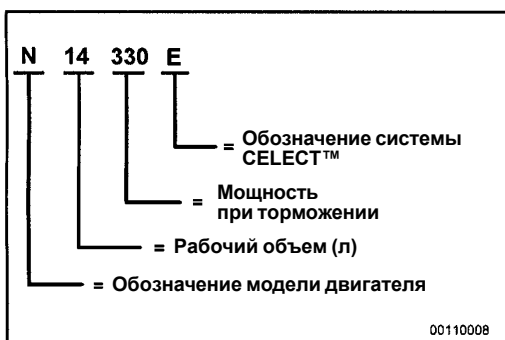 N 14 330 E
= Обозначение системы
CELECT™
= Мощность
при торможении
= Рабочий объем (л)
= Обозначение модели двигателя
00110008